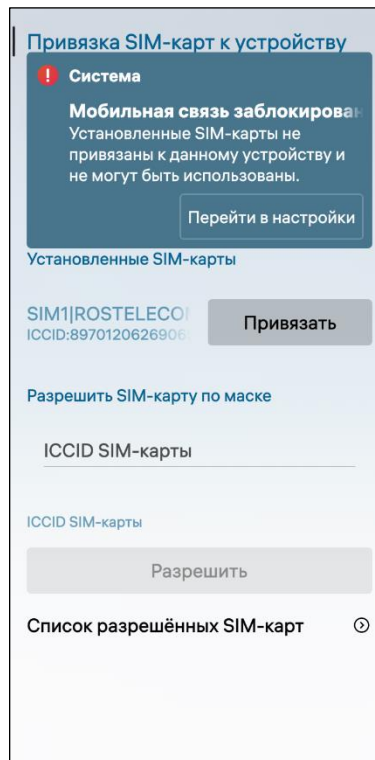 Привязка SIM-карт к устройству
Система
Мобильная связь заблокирован
Установленные SIM-карты не
привязаны к данному устройству и
не могут быть использованы.
Перейти в настройки
Установленные SIM-карты
SIM1|ROSTELECO
ICCID:8970120626906
Привязать
Разрешить SIM-карту по маске
ICCID SIM-карты
ICCID SIM-карты
Разрешить
Список разрешённых SIM-карт